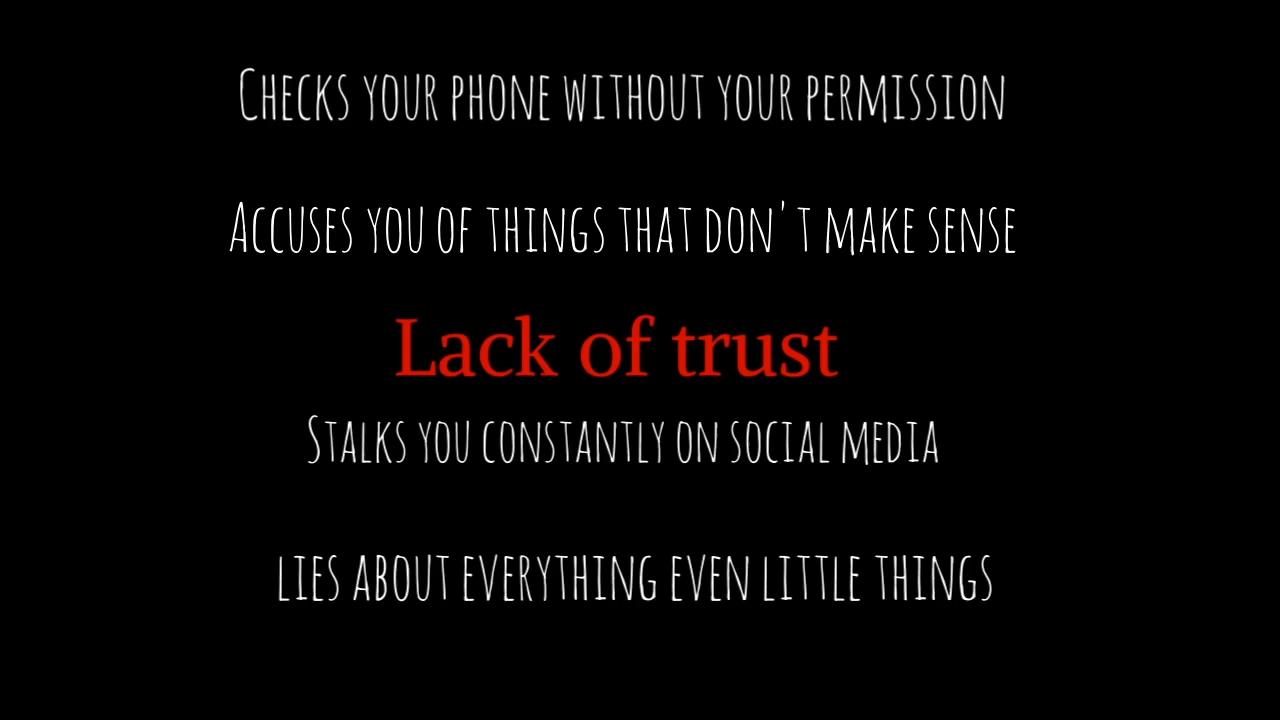 Checks your phone without your permission
Accuses you of things that don't make sense
Lack of trust
Stalks you constantly on social media
lies about everything even little things